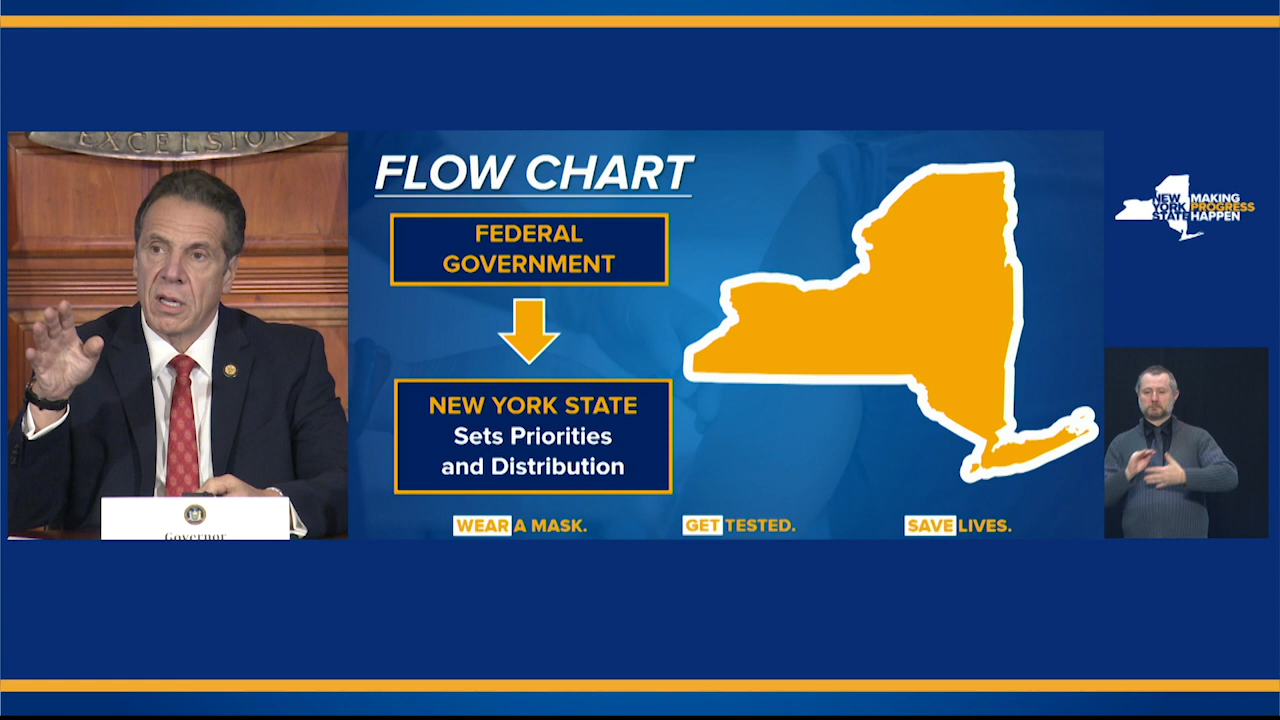 EXCELSIOR
FLOW CHART
FEDERAL
GOVERNMENT
NEW YORK STATE
Sets Priorities
and Distribution
WEAR A MASK.
GET TESTED.
SAVE LIVES.
Governor
NEW
YORK
STATE
MAKING
PROGRESS
HAPPEN